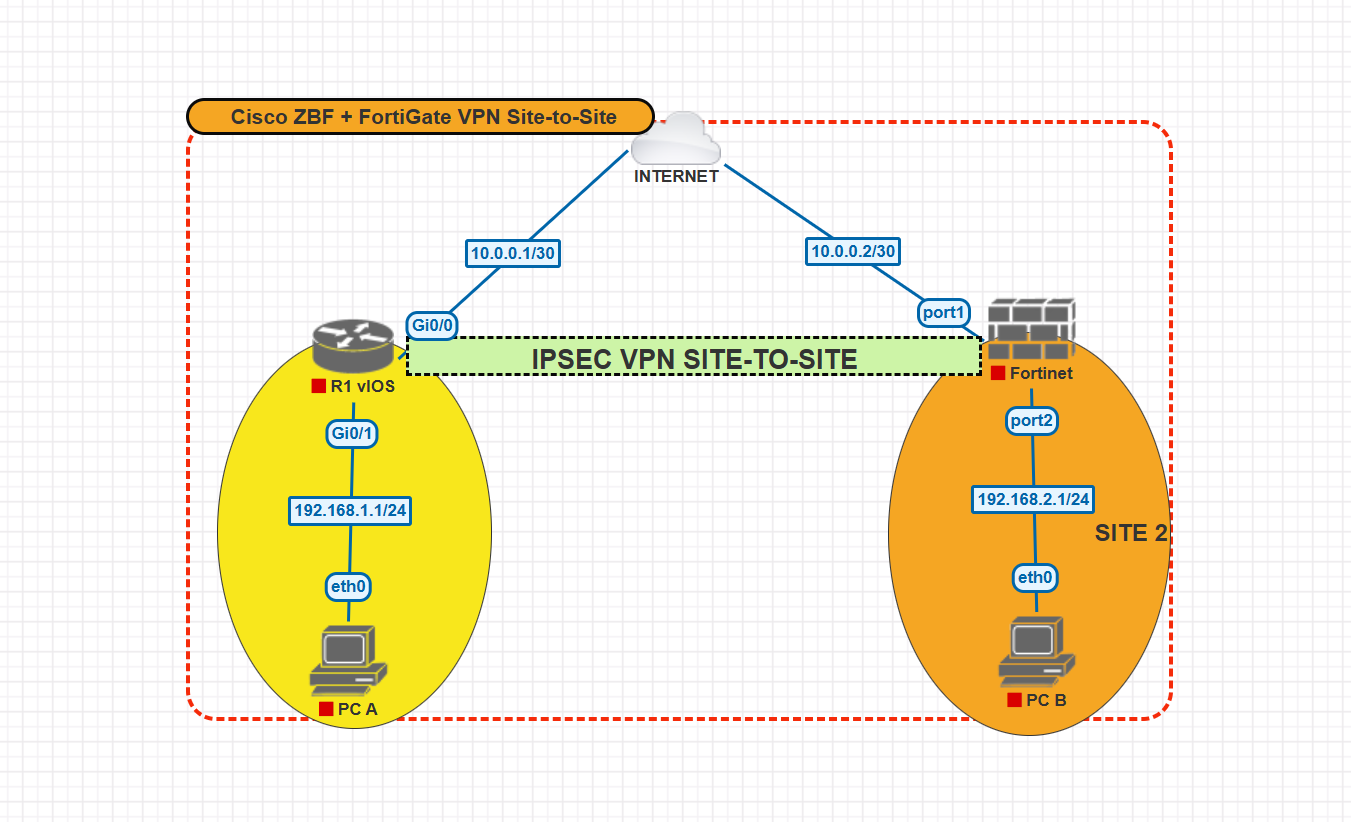 Cisco ZBF + FortiGate VPN Site-to-Site
INTERNET
10.0.0.1/30
10.0.0.2/30
Gi0/0
port1
IPSEC VPN SITE-TO-SITE
R1 vIOS
Fortinet
Gi0/1
port2
192.168.1.1/24
192.168.2.1/24
SITE 2
eth0
eth0
PC A
PC B